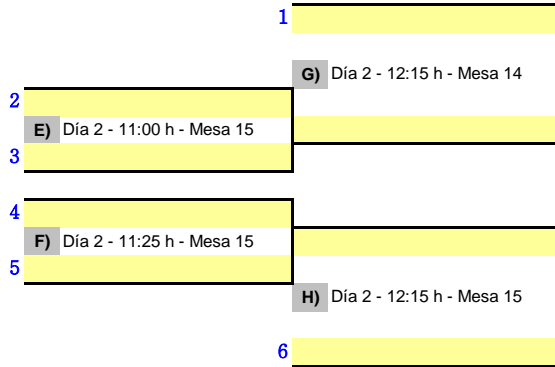 1
G) Día 2 - 12:15 h - Mesa 14
2
E) Día 2 - 11:00 h - Mesa 15
3
4
F) Día 2 - 11:25 h - Mesa 15
5
H) Día 2 - 12:15 h - Mesa 15
6